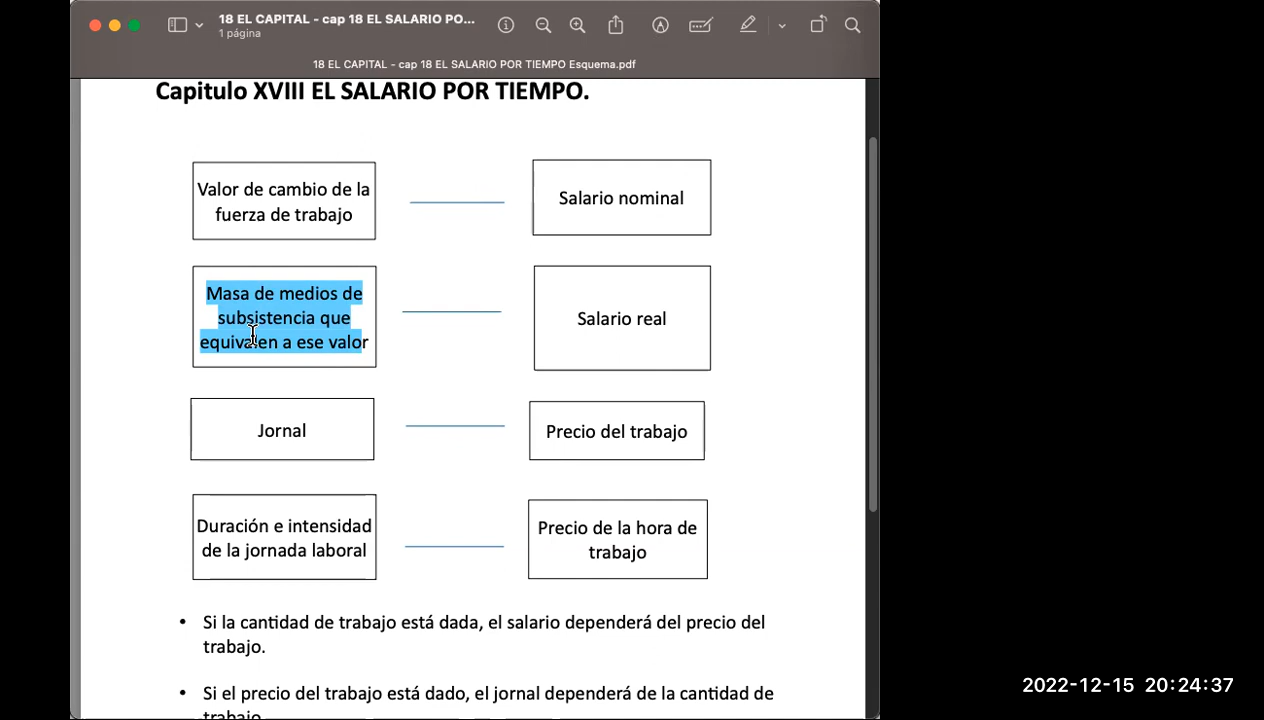 18 EL CAPITAL - cap 18 EL SALARIO PO...
1 página
18 EL CAPITAL - cap 18 EL SALARIO POR TIEMPO Esquema.pdf
Capitulo XVIII EL SALARIO POR TIEMPO.
Valor de cambio de la
fuerza de trabajo
Salario nominal
Masa de medios de
subsistencia que
equivalen a ese valor
Salario real
Jornal
Precio del trabajo
Duración e intensidad
de la jornada laboral
Precio de la hora de
trabajo
• Si la cantidad de trabajo está dada, el salario dependerá del precio del
trabajo.
• Si el precio del trabajo está dado, el jornal dependerá de la cantidad de
trabajo
2022-12-15 20:24:37